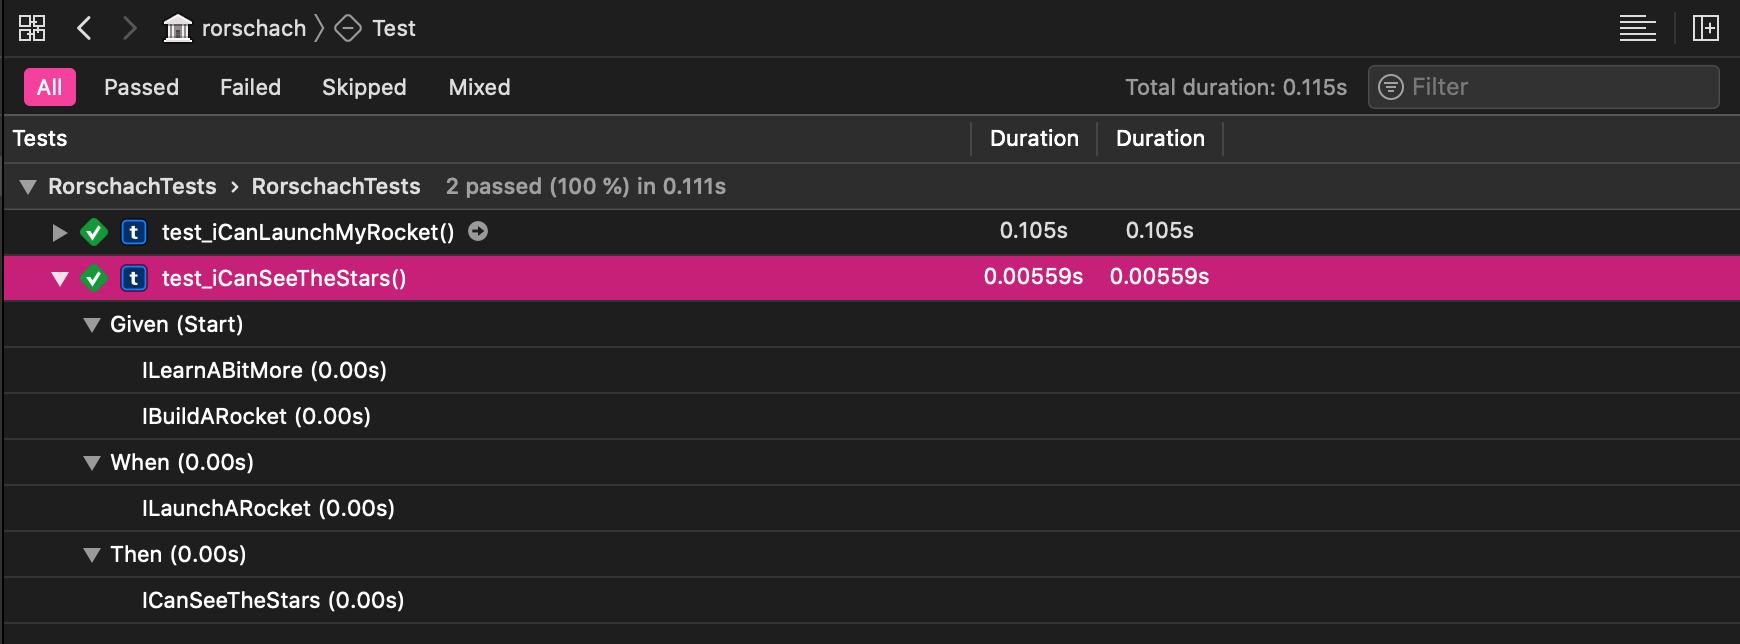 rorschach Test
All Passed Failed Skipped Mixed Total duration: 0.115s Filter
Tests Duration Duration
RorschachTests › RorschachTests 2 passed (100 %) in 0.111s
t test_iCanLaunchMyRocket() 0.105s 0.105s
t test_iCanSeeTheStars() 0.00559s 0.00559s
Given (Start)
ILearnABitMore (0.00s)
IBuildARocket (0.00s)
When (0.00s)
ILaunchARocket (0.00s)
Then (0.00s)
ICanSeeTheStars (0.00s)